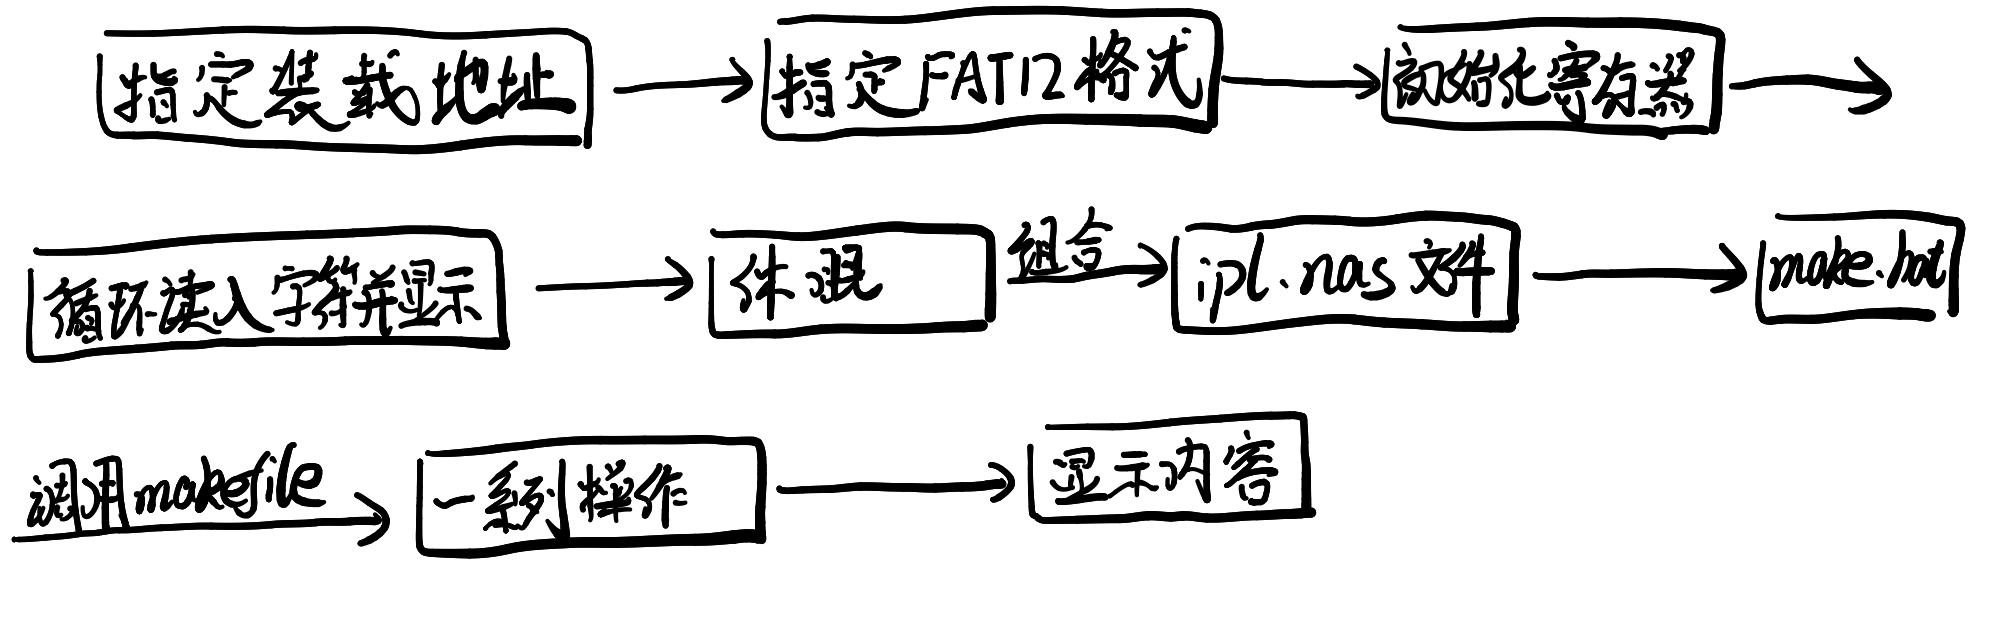 指定装载地址 指定FAT12格式 初始化寄存器
循环读入字符并显示 休眠 组合 ipl.nas文件 make.bat
调用makefile 一系列操作 显示内容